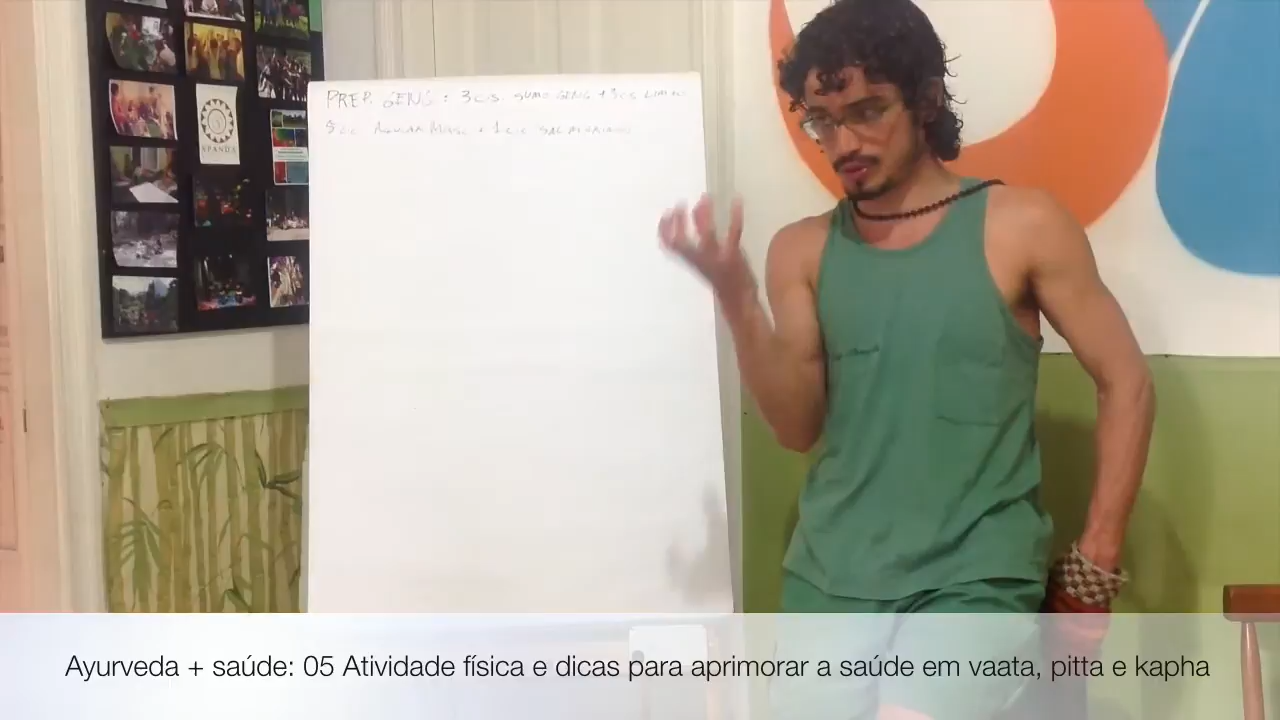 PREP. GENG : 3 c.s. SUMO GENG + 3 cs LIMÃO
SPANDA
Ayurveda + saúde: 05 Atividade física e dicas para aprimorar a saúde em vaata, pitta e kapha